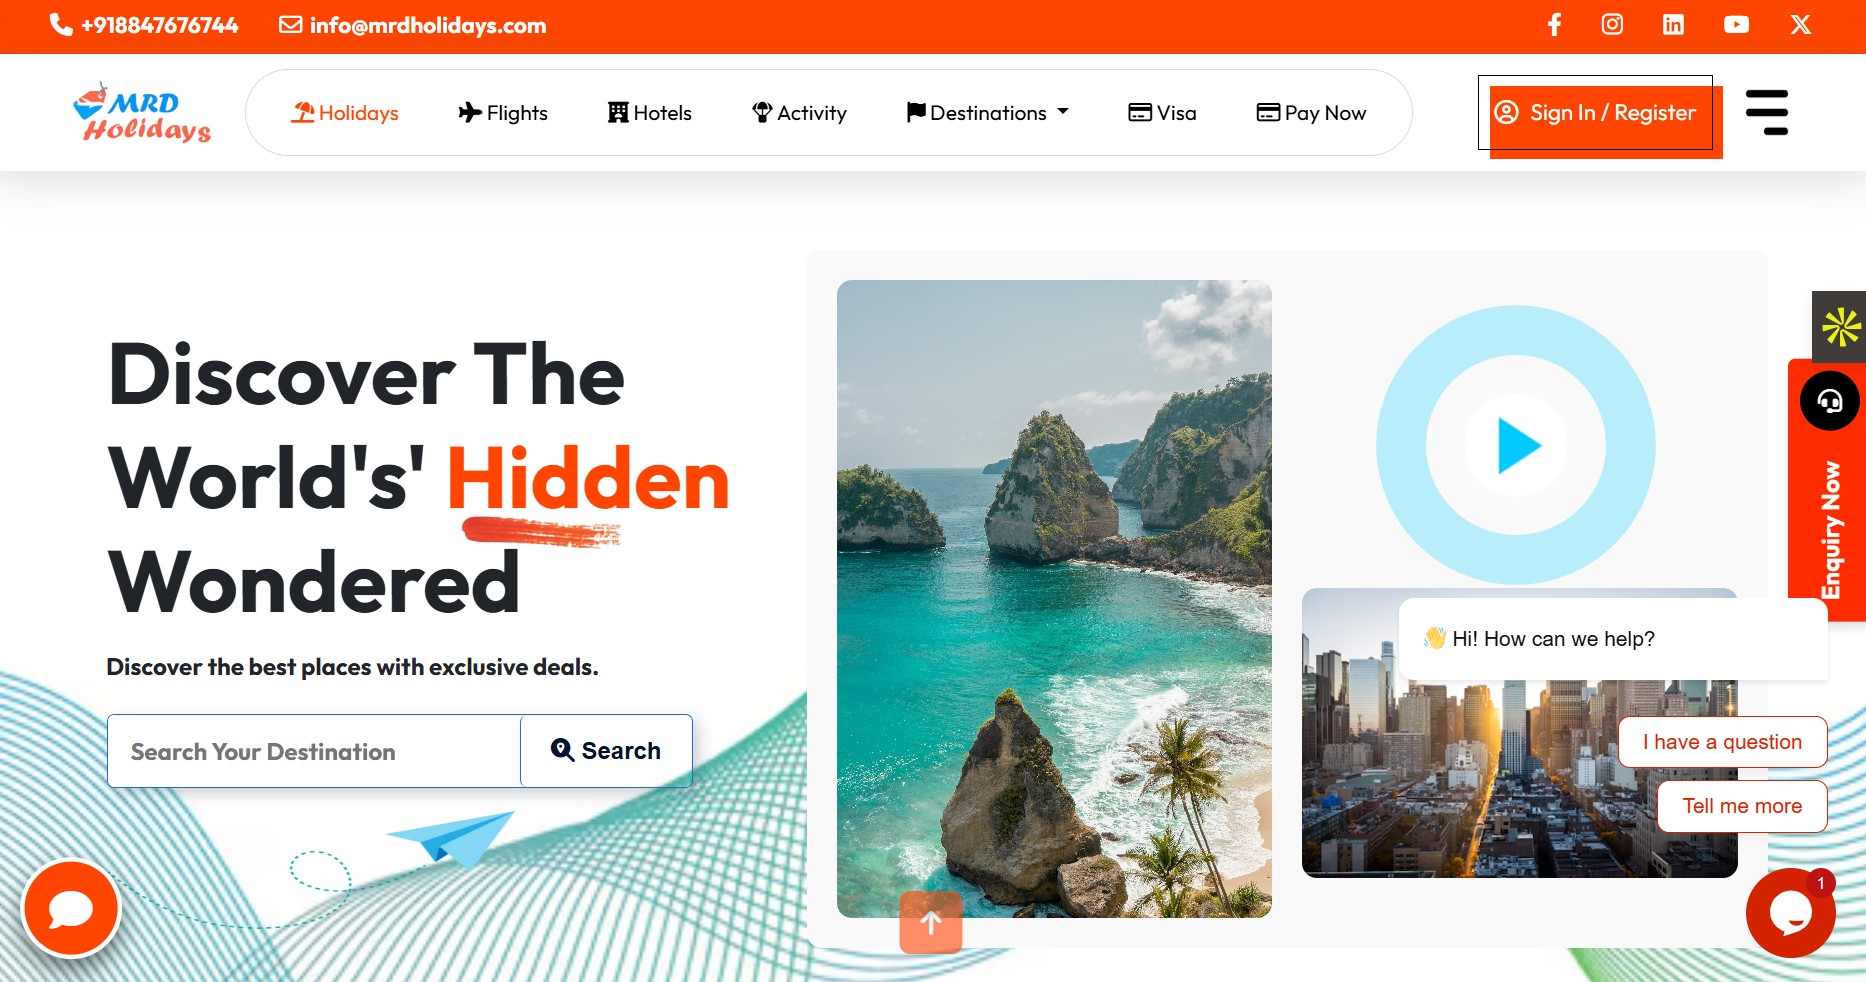 +918847676744 info@mrdholidays.com
MRD
Holidays
Holidays Flights Hotels Activity Destinations Visa Pay Now Sign In / Register
Discover The
World's' Hidden
Wondered
Discover the best places with exclusive deals.
Search Your Destination Search
Enquiry Now
👋 Hi! How can we help?
I have a question
Tell me more
1